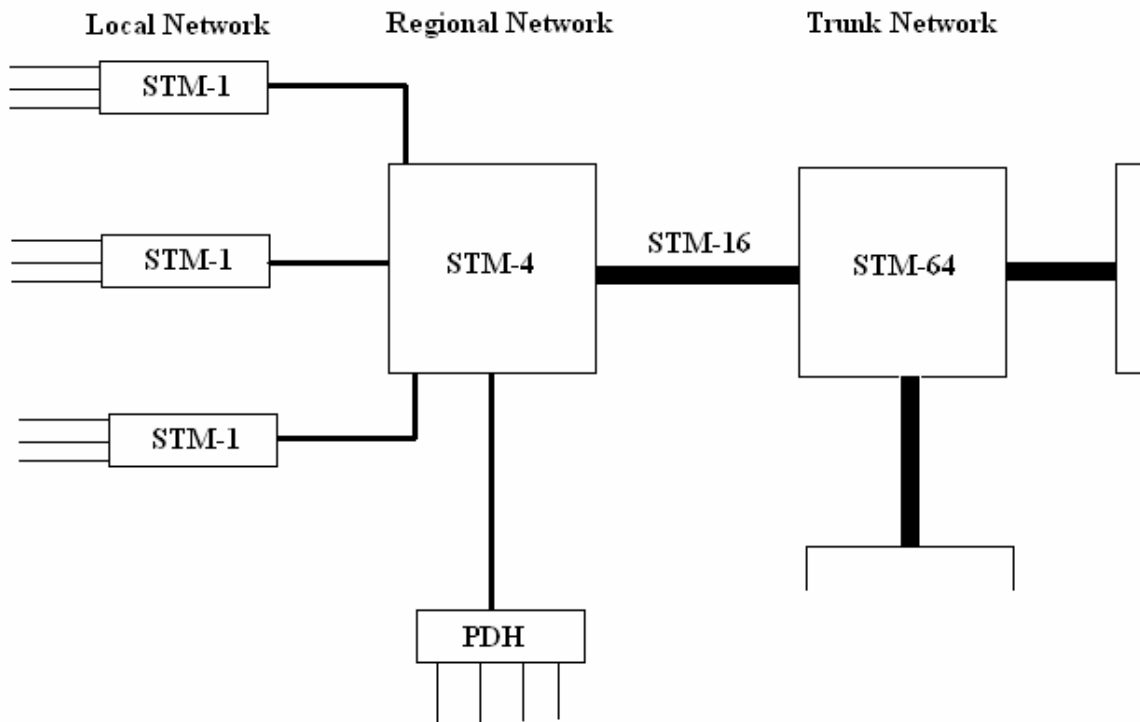 Local Network
Regional Network
Trunk Network
STM-1
STM-1
STM-4
STM-16
STM-64
STM-1
PDH